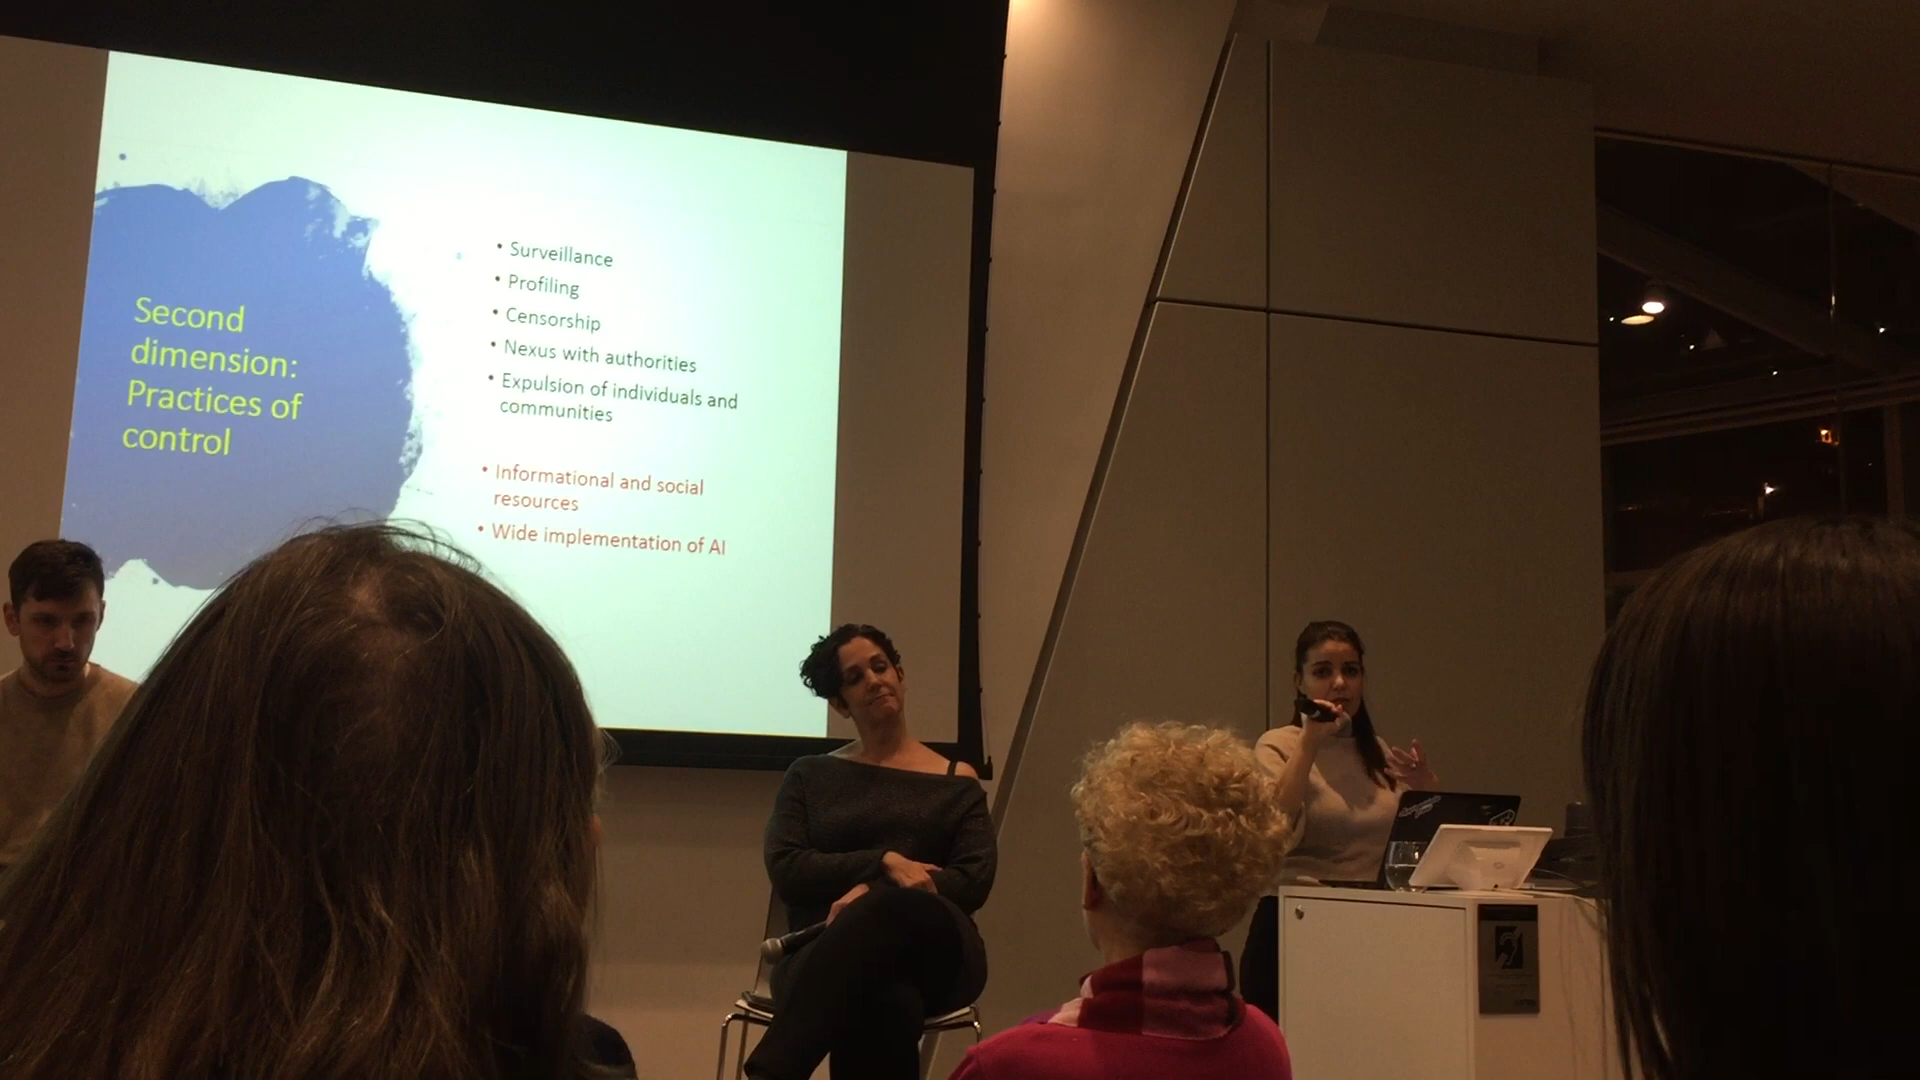 Second
dimension:
Practices of
control
• Surveillance
• Profiling
• Censorship
• Nexus with authorities
• Expulsion of individuals and
communities
• Informational and social
resources
• Wide implementation of AI